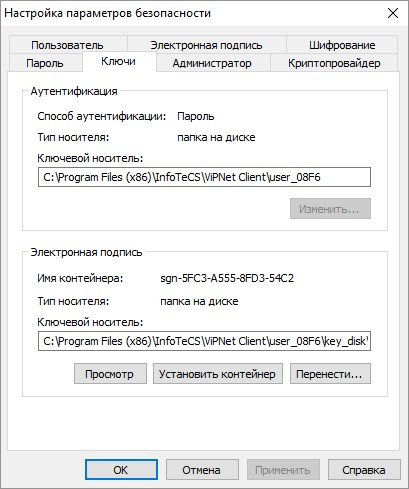 Настройка параметров безопасности
Пользователь Электронная подпись Шифрование
Пароль Ключи Администратор Криптопровайдер
Аутентификация
Способ аутентификации: Пароль
Тип носителя: папка на диске
Ключевой носитель:
C:\Program Files (x86)\InfoTeCS\ViPNet Client\user_08F6
Изменить...
Электронная подпись
Имя контейнера: sgn-5FC3-A555-8FD3-54C2
Тип носителя: папка на диске
Ключевой носитель:
C:\Program Files (x86)\InfoTeCS\ViPNet Client\user_08F6\key_disk\
Просмотр Установить контейнер Перенести...
ОК Отмена Применить Справка